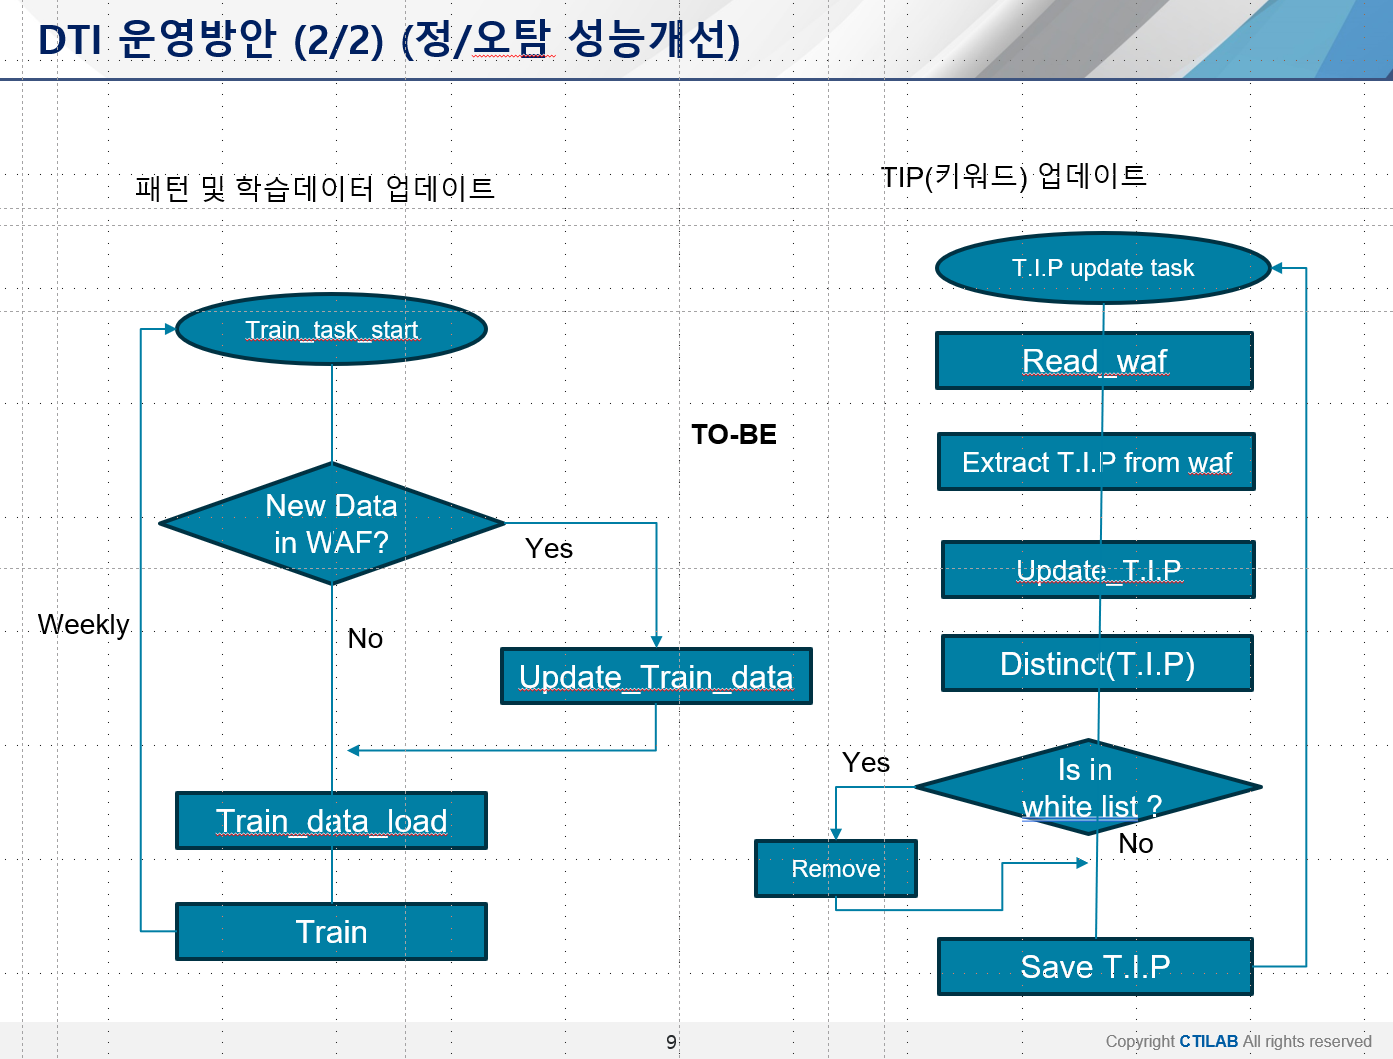 DTI 운영방안 (2/2) (정/오탐 성능개선)
패턴 및 학습데이터 업데이트
Train_task_start
New Data
in WAF?
Yes
Weekly
No
Update_Train_data
Train_data_load
Train
TO-BE
TIP(키워드) 업데이트
T.I.P update task
Read_waf
Extract T.I.P from waf
Update_T.I.P
Distinct(T.I.P)
Is in
white list ?
Yes
No
Remove
Save T.I.P
9
Copyright CTILAB All rights reserved